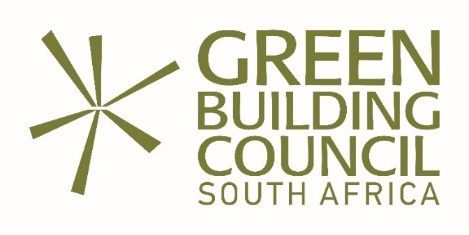 GREEN
BUILDING
COUNCIL
SOUTH AFRICA